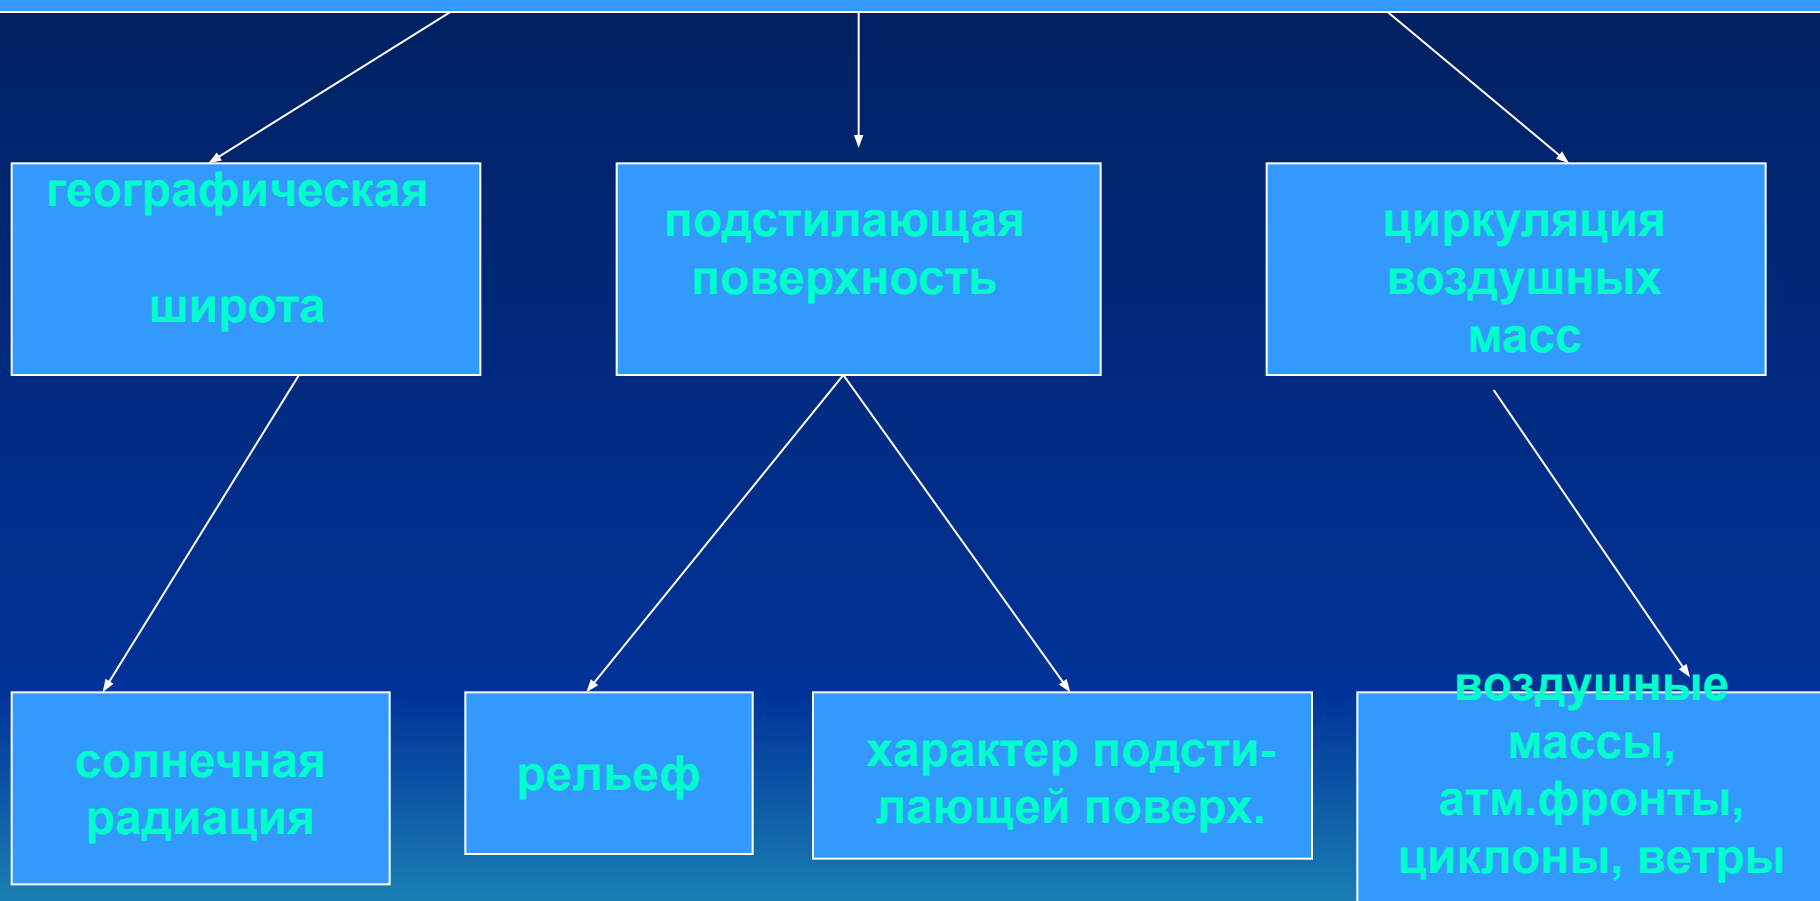 географическая
широта
подстилающая
поверхность
циркуляция
воздушных
масс
солнечная
радиация
рельеф
характер подсти-
лающей поверх.
воздушные
массы,
атм.фронты,
циклоны, ветры